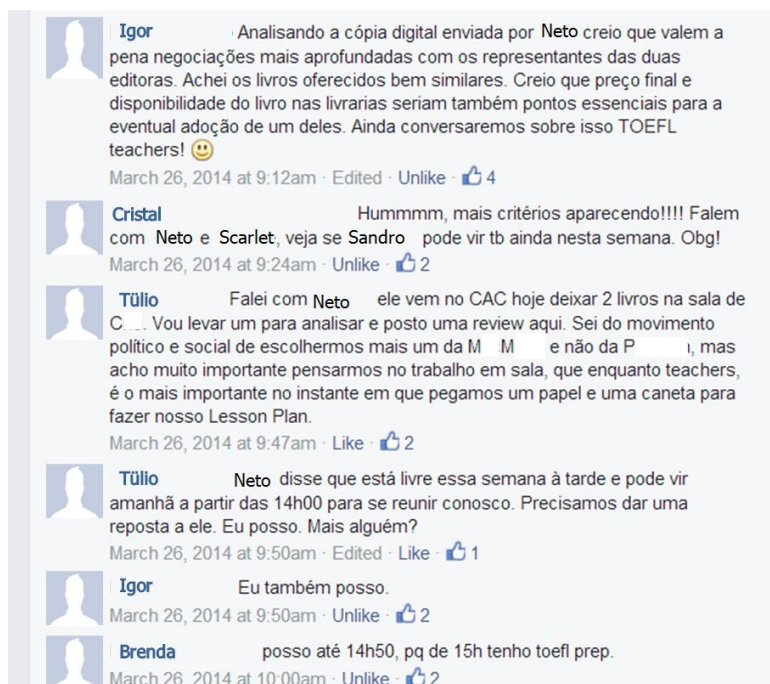 Igor Analisando a cópia digital enviada por Neto creio que valem a
pena negociações mais aprofundadas com os representantes das duas
editoras. Achei os livros oferecidos bem similares. Creio que preço final e
disponibilidade do livro nas livrarias seriam também pontos essenciais para a
eventual adoção de um deles. Ainda conversaremos sobre isso TOEFL
teachers!
March 26, 2014 at 9:12am · Edited · Unlike · 4
Cristal Hummmm, mais critérios aparecendo!!!! Falem
com Neto e Scarlet, veja se Sandro pode vir tb ainda nesta semana. Obg!
March 26, 2014 at 9:24am · Unlike · 2
Túlio Falei com Neto ele vem no CAC hoje deixar 2 livros na sala de
C. Vou levar um para analisar e posto uma review aqui. Sei do movimento
político e social de escolhermos mais um da M M e não da P , mas
acho muito importante pensarmos no trabalho em sala, que enquanto teachers,
é o mais importante no instante em que pegamos um papel e uma caneta para
fazer nosso Lesson Plan.
March 26, 2014 at 9:47am · Like · 2
Túlio Neto disse que está livre essa semana à tarde e pode vir
amanhã a partir das 14h00 para se reunir conosco. Precisamos dar uma
reposta a ele. Eu posso. Mais alguém?
March 26, 2014 at 9:50am · Edited · Like · 1
Igor Eu também posso.
March 26, 2014 at 9:50am · Unlike · 2
Brenda posso até 14h50, pq de 15h tenho toefl prep.
March 26, 2014 at 10:00am · Unlike · 2